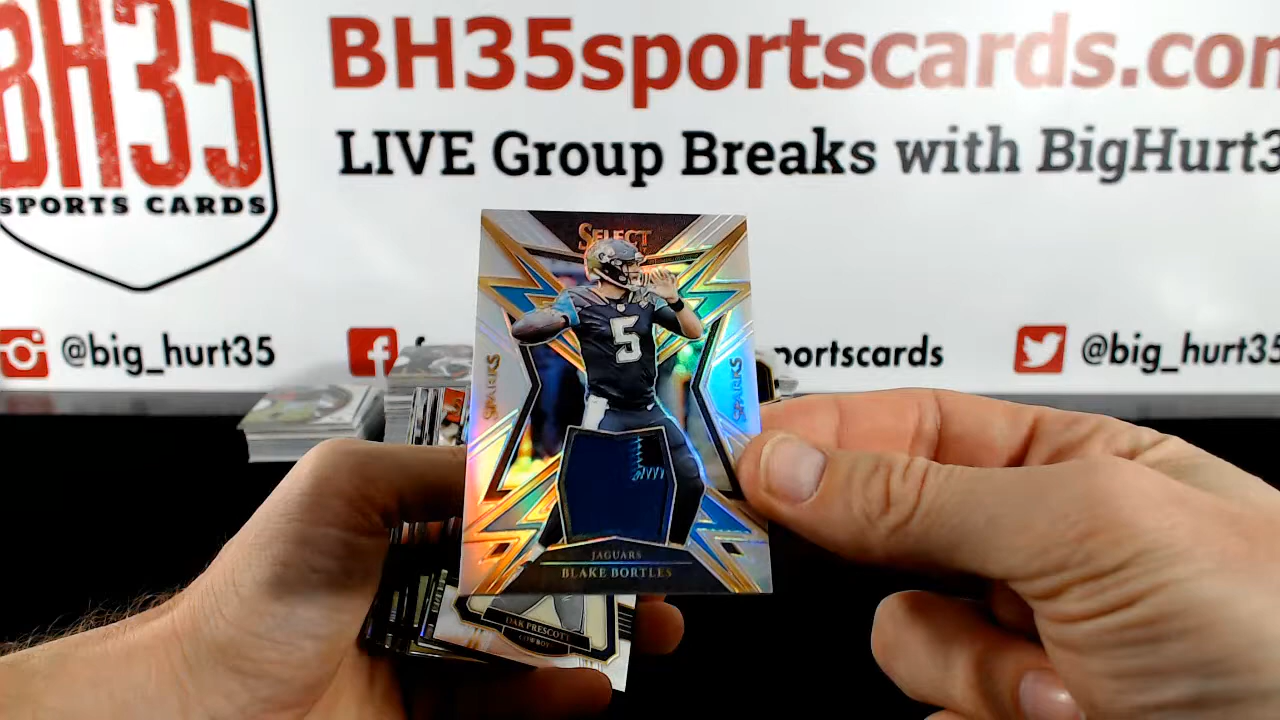 BH35
SPORTS CARDS
BH35sportscards.com
LIVE Group Breaks with BigHurt3
@big_hurt35
portscards
@big_hurt35
SELECT
5
SPARKS
SPARKS
JAGUARS
BLAKE BORTLES
DAK PRESCOTT
COWBOYS